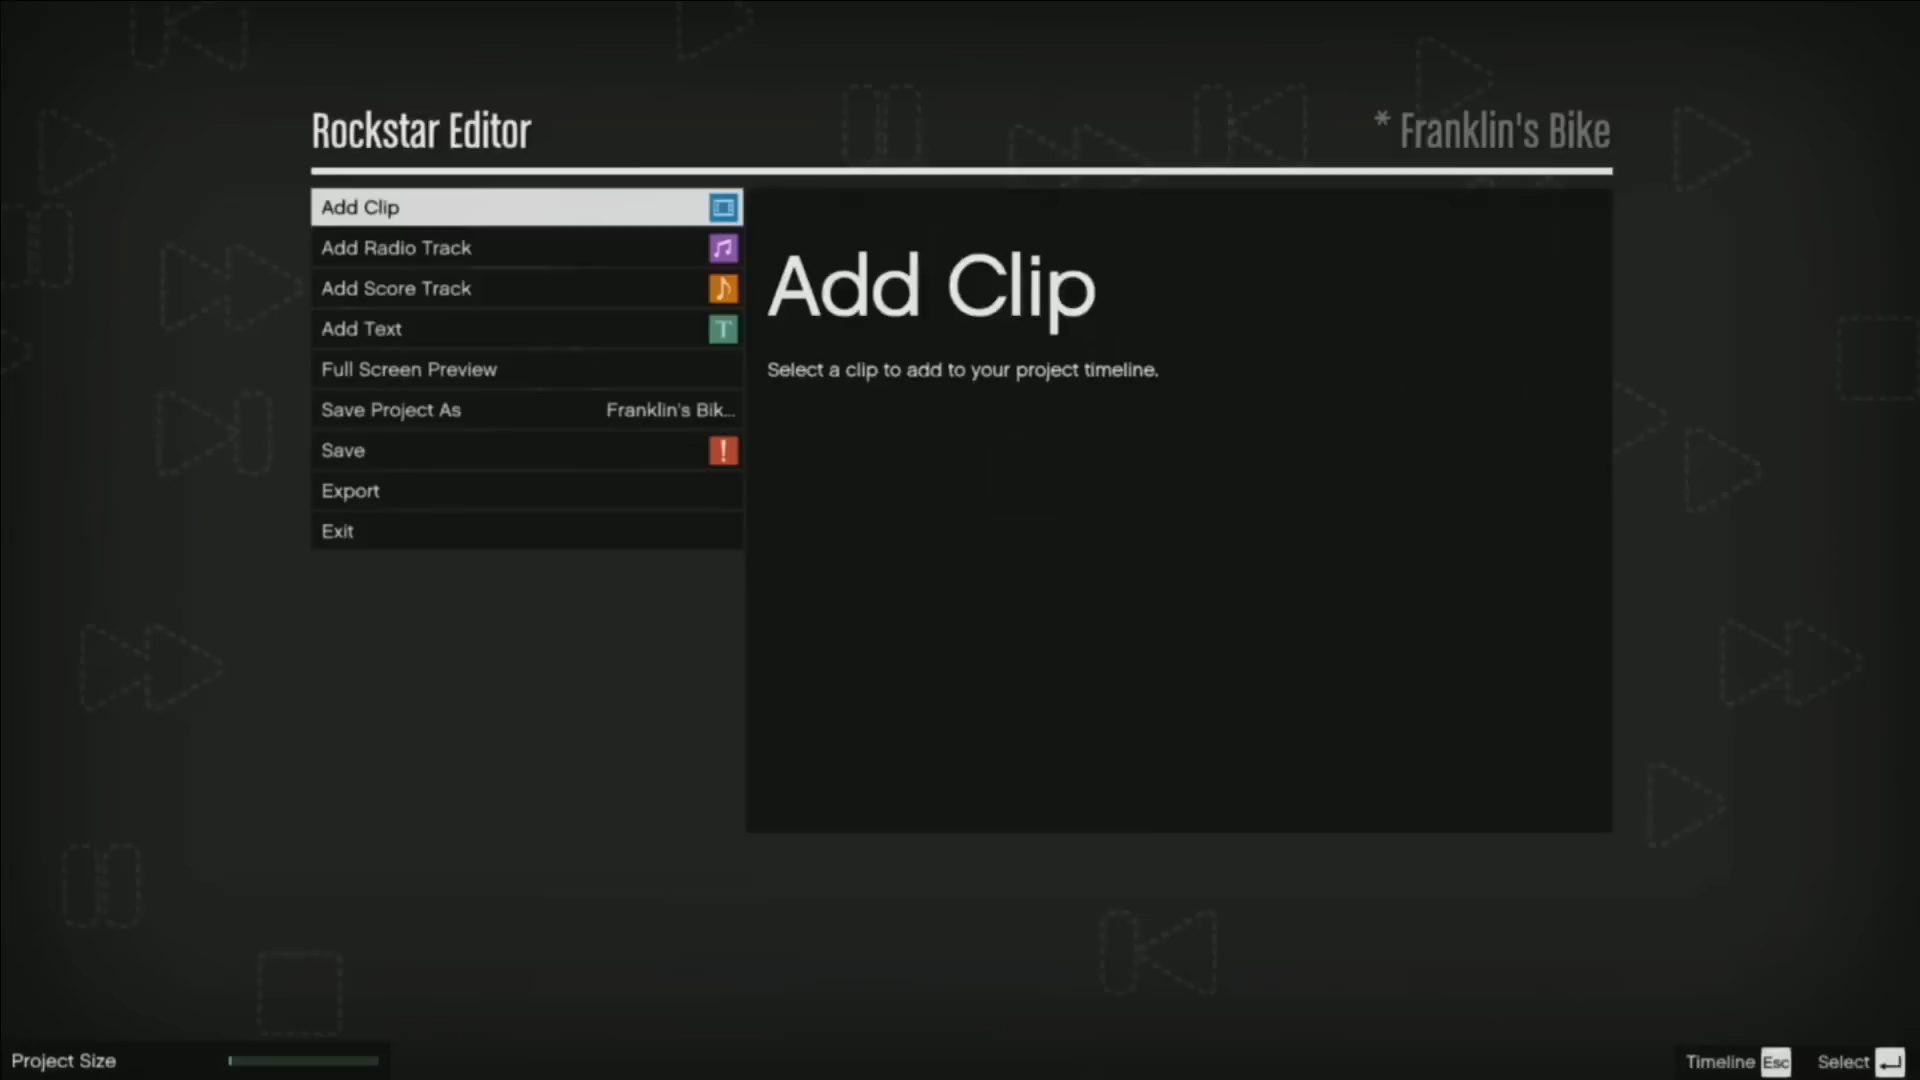 Rockstar Editor
* Franklin's Bike
Add Clip
Add Radio Track
Add Score Track
Add Text
T
Full Screen Preview
Save Project As Franklin's Bik...
Save !
Export
Exit
Add Clip
Select a clip to add to your project timeline.
Project Size
Timeline Esc Select